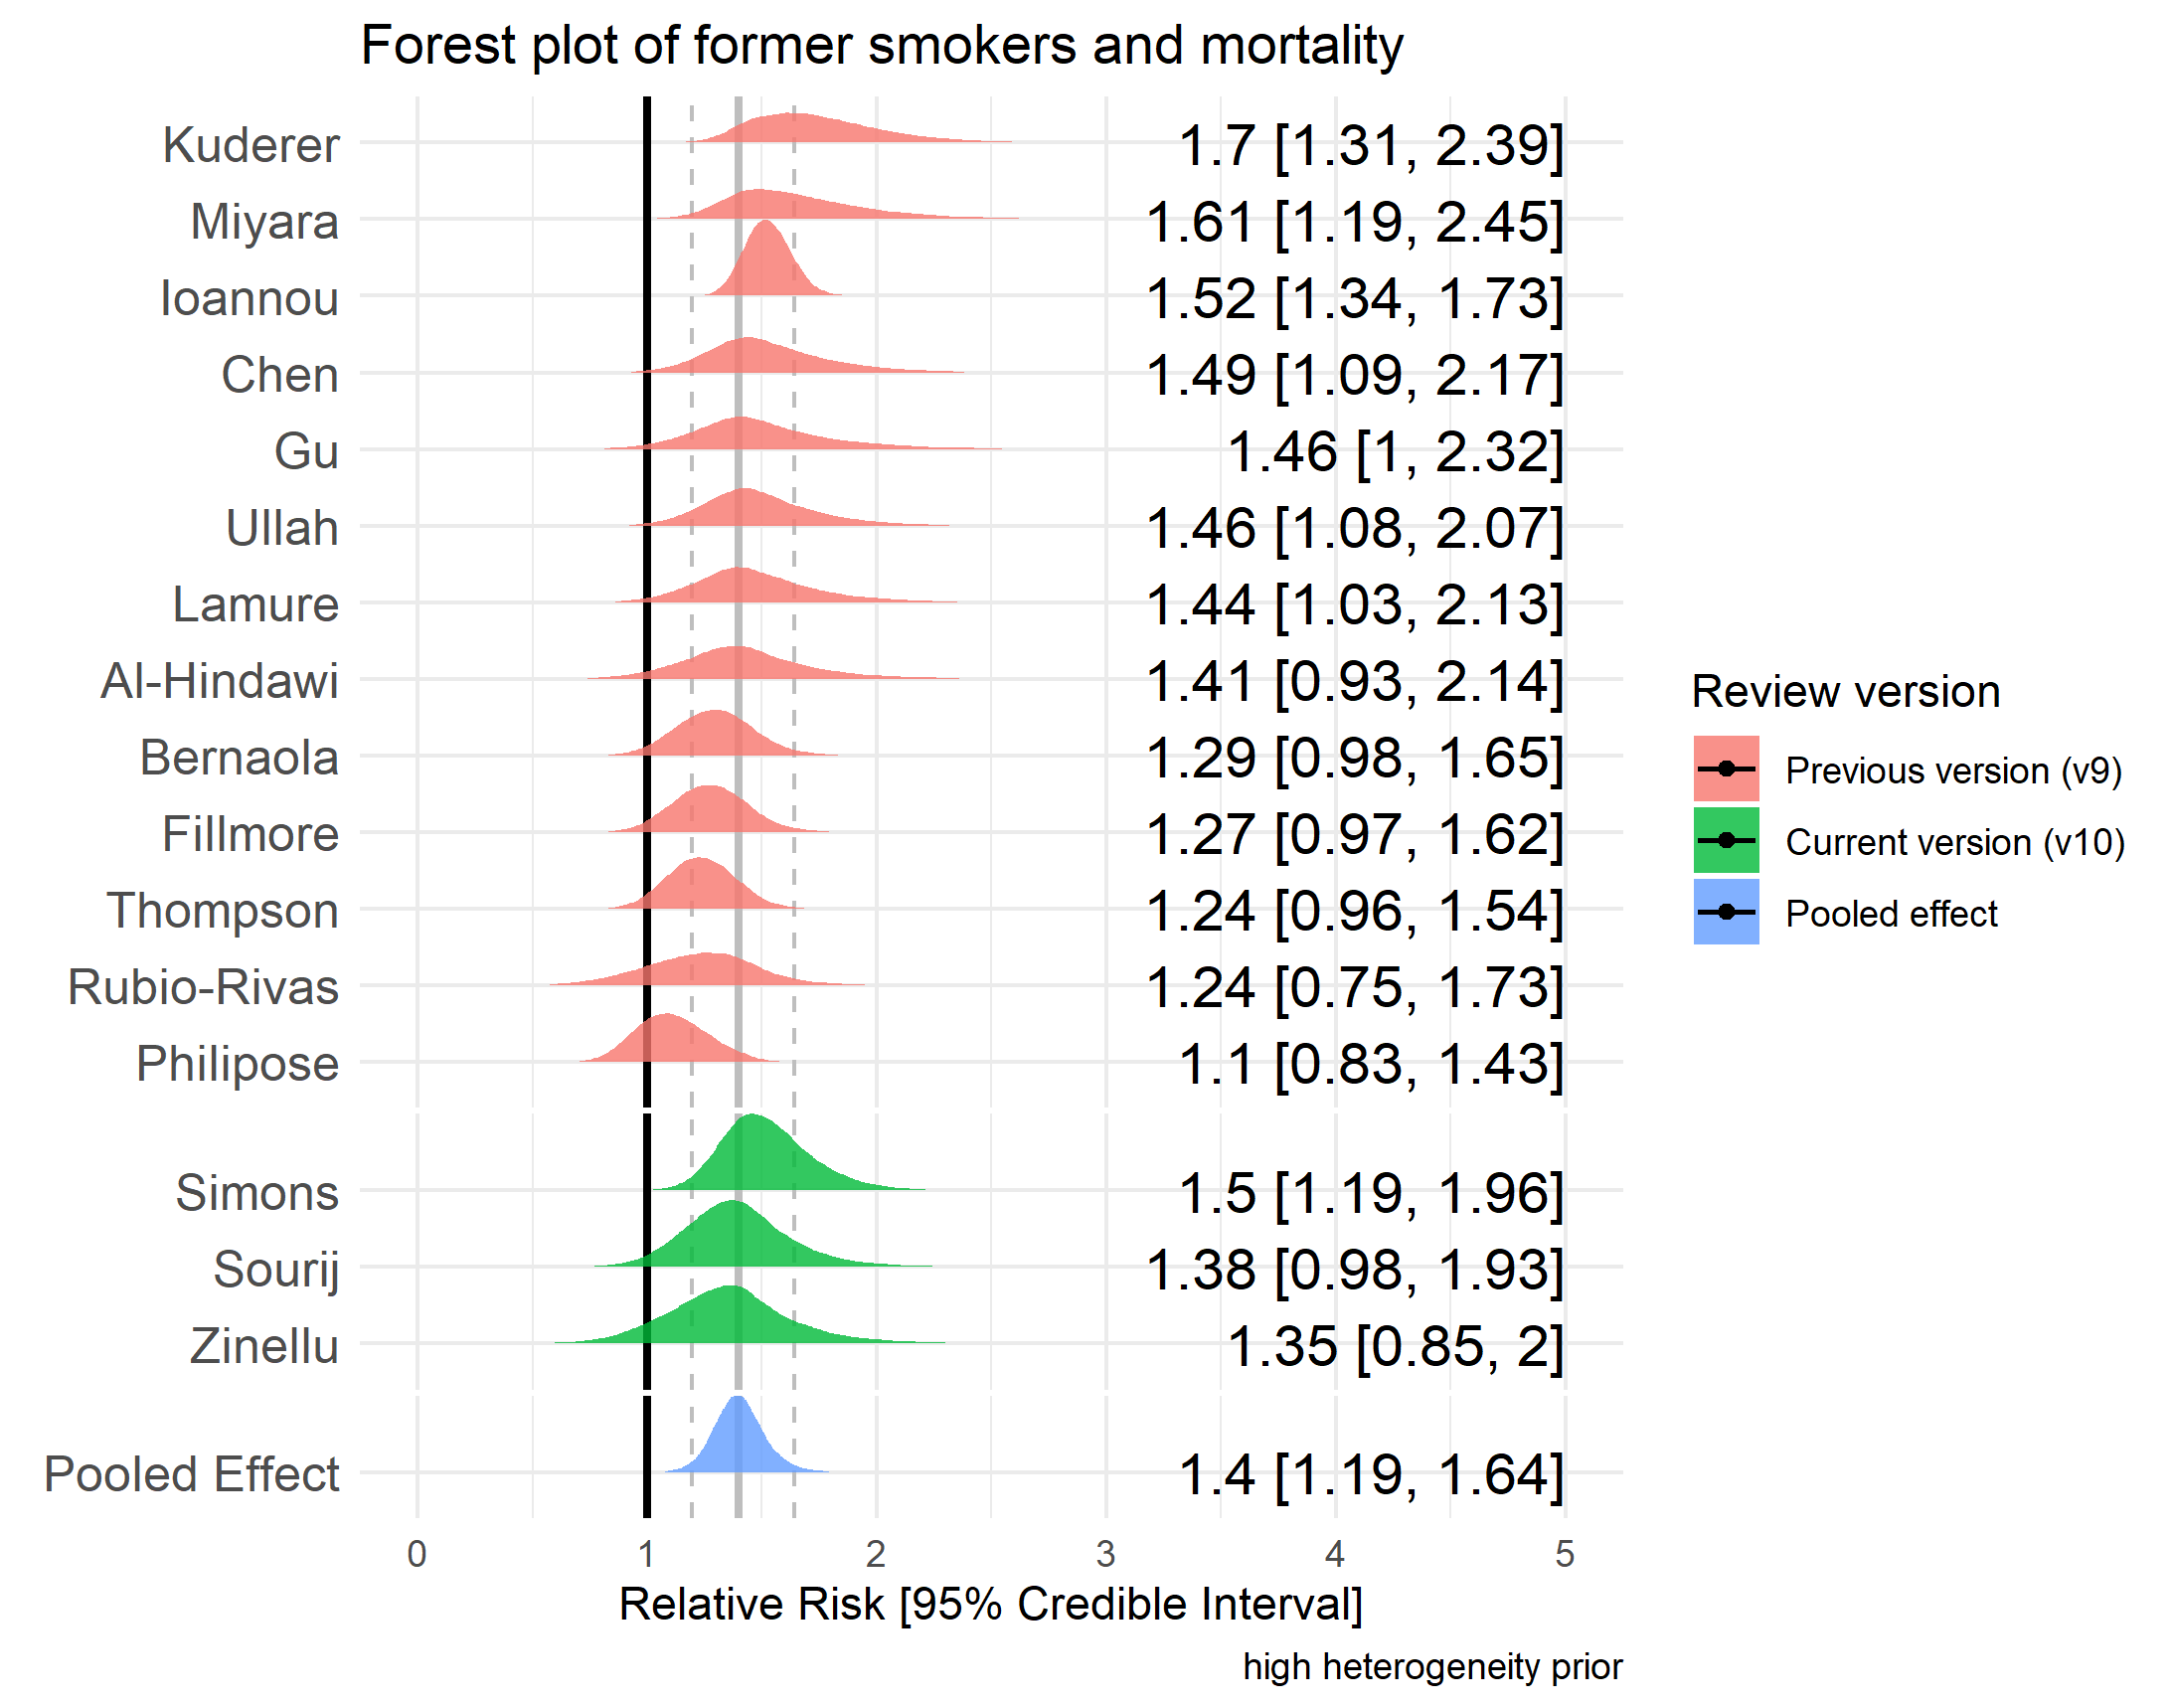 Forest plot of former smokers and mortality
Kuderer 1.7 [1.31, 2.39]
Miyara 1.61 [1.19, 2.45]
Ioannou 1.52 [1.34, 1.73]
Chen 1.49 [1.09, 2.17]
Gu 1.46 [1, 2.32]
Ullah 1.46 [1.08, 2.07]
Lamure 1.44 [1.03, 2.13]
Al-Hindawi 1.41 [0.93, 2.14]
Bernaola 1.29 [0.98, 1.65]
Fillmore 1.27 [0.97, 1.62]
Thompson 1.24 [0.96, 1.54]
Rubio-Rivas 1.24 [0.75, 1.73]
Philipose 1.1 [0.83, 1.43]
Simons 1.5 [1.19, 1.96]
Sourij 1.38 [0.98, 1.93]
Zinellu 1.35 [0.85, 2]
Pooled Effect 1.4 [1.19, 1.64]
0 1 2 3 4 5
Relative Risk [95% Credible Interval]
high heterogeneity prior
Review version
Previous version (v9)
Current version (v10)
Pooled effect